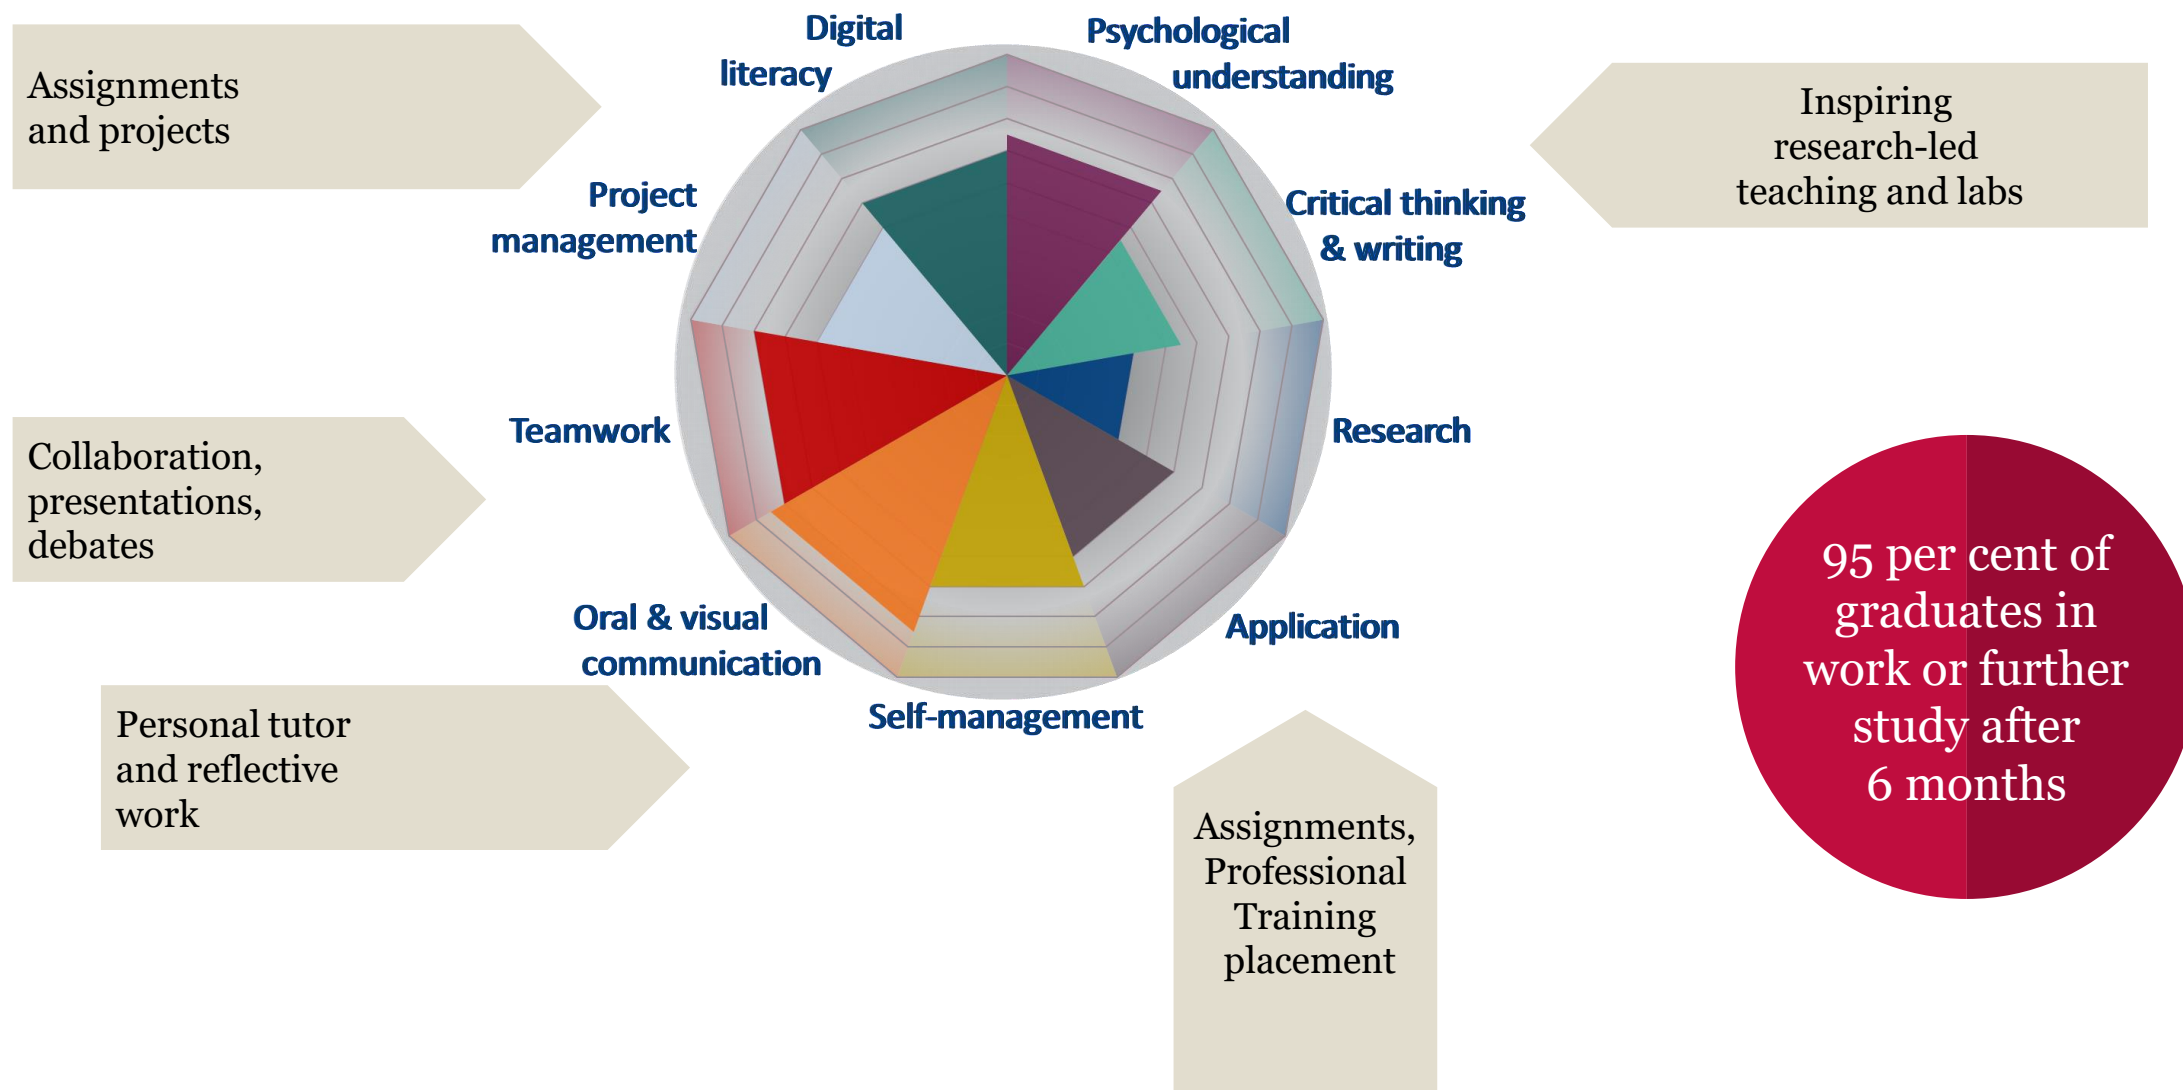 Digital
literacy
Psychological
understanding
Assignments
and projects
Inspiring
research-led
teaching and labs
Project
management
Critical thinking
& writing
Teamwork
Research
Collaboration,
presentations,
debates
95 per cent of
graduates in
work or further
study after
6 months
Oral & visual
communication
Application
Self-management
Personal tutor
and reflective
work
Assignments,
Professional
Training
placement